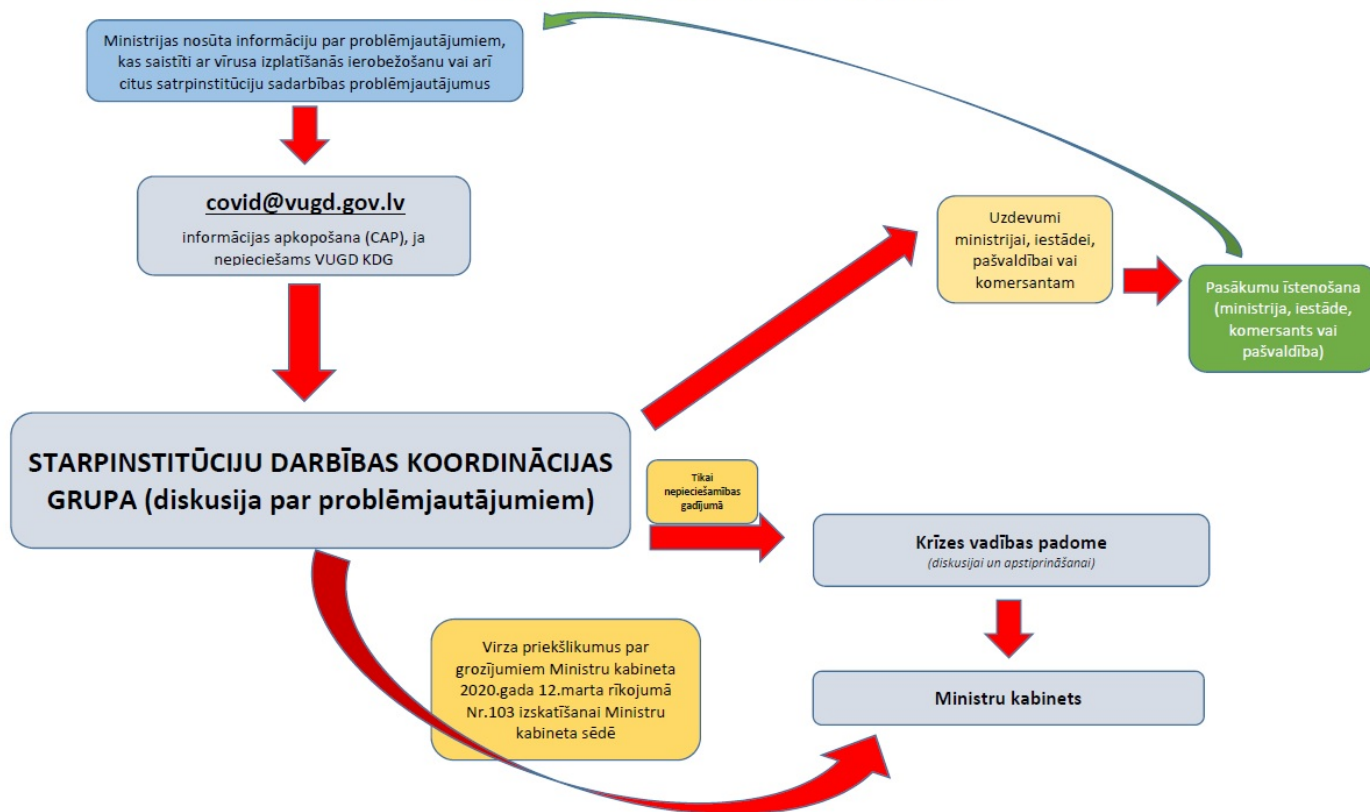 Ministrijas nosūta informāciju par problēmjautājumiem,
kas saistīti ar vīrusa izplatīšanās ierobežošanu vai arī
citus satrpinstitūciju sadarbības problēmjautājumus
covid@vugd.gov.lv
informācijas apkopošana (CAP), ja
nepieciešams VUGD KDG
Uzdevumi
ministrijai, iestādei,
pašvaldībai vai
komersantam
Pasākumu īstenošana
(ministrija, iestāde,
komersants vai
pašvaldība)
STARPINSTITŪCIJU DARBĪBAS KOORDINĀCIJAS
GRUPA (diskusija par problēmjautājumiem)
Tikai
nepieciešamības
gadījumā
Krīzes vadības padome
(diskusijai un apstiprināšanai)
Virza priekšlikumus par
grozījumiem Ministru kabineta
2020.gada 12.marta rīkojumā
Nr.103 izskatīšanai Ministru
kabineta sēdē
Ministru kabinets